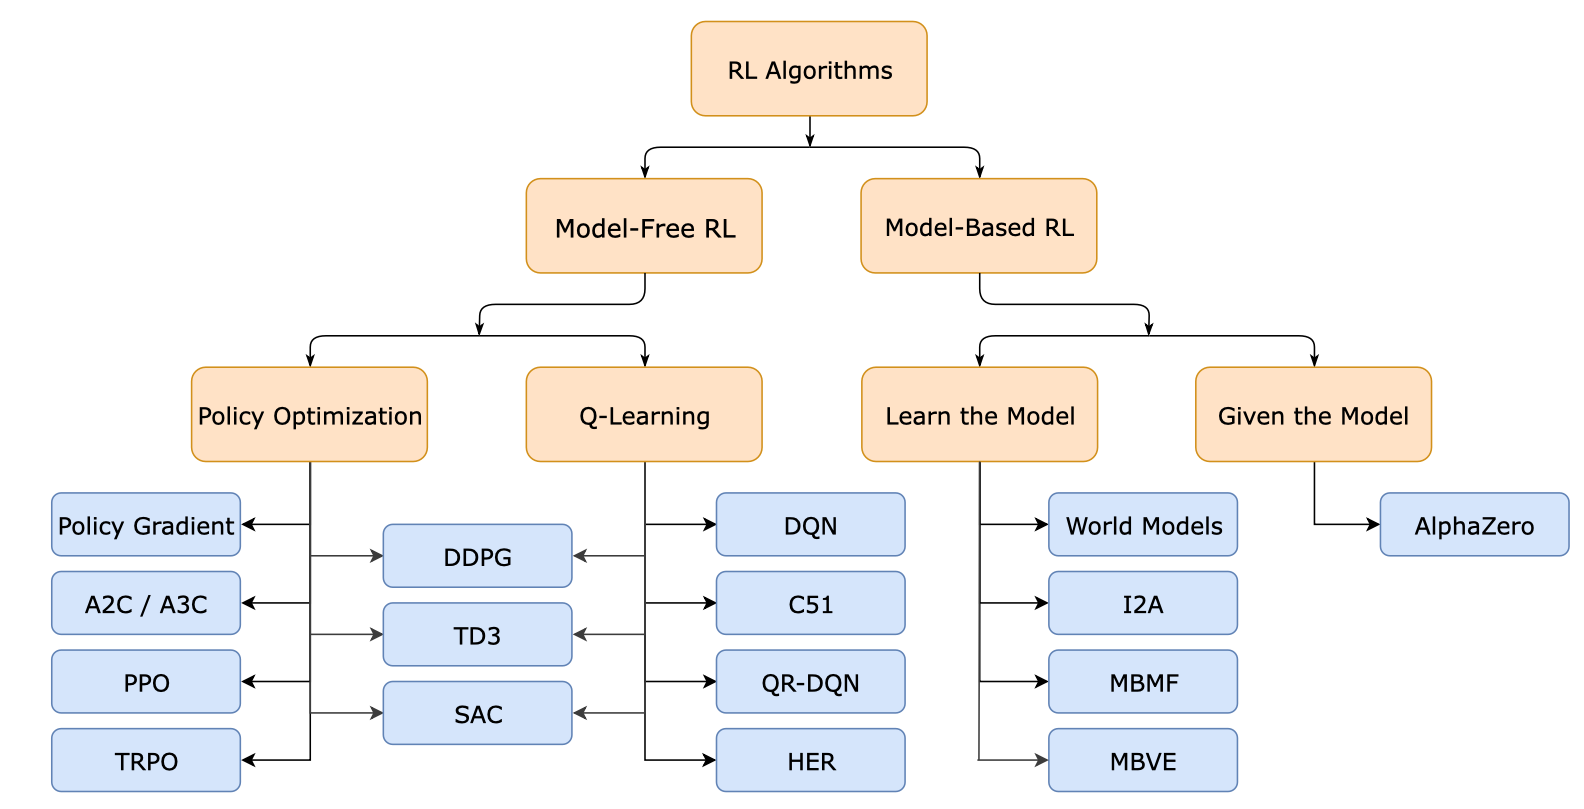 RL Algorithms
Model-Free RL
Model-Based RL
Policy Optimization
Q-Learning
Learn the Model
Given the Model
Policy Gradient
A2C / A3C
PPO
TRPO
DDPG
TD3
SAC
DQN
C51
QR-DQN
HER
World Models
I2A
MBMF
MBVE
AlphaZero